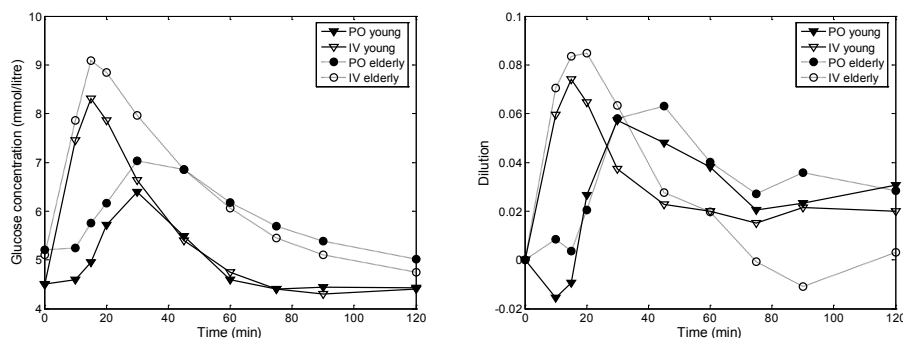 10
9
8
7
6
5
4
0 20 40 60 80 100 120
Time (min)
Glucose concentration (mmol/litre)
PO young
IV young
PO elderly
IV elderly
0.1
0.08
0.06
0.04
0.02
0
-0.02
0 20 40 60 80 100 120
Time (min)
Dilution
PO young
IV young
PO elderly
IV elderly